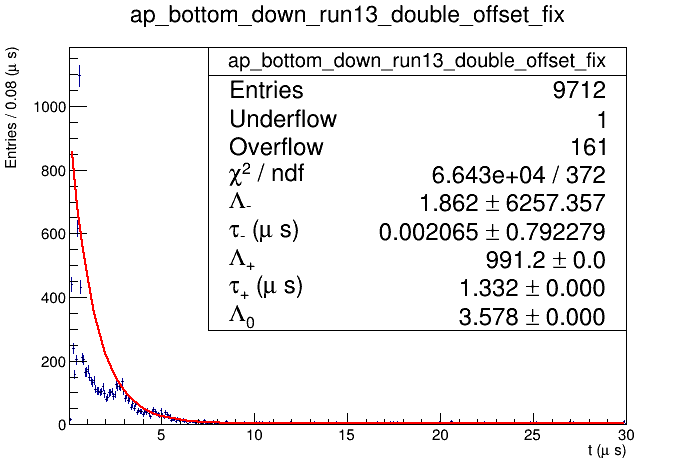 ap_bottom_down_run13_double_offset_fix
Entries / 0.08 (μ s)
ap_bottom_down_run13_double_offset_fix
Entries 9712
Underflow 1
Overflow 161
χ² / ndf 6.643e+04 / 372
Λ₋ 1.862 ± 6257.357
τ₋ (μ s) 0.002065 ± 0.792279
Λ₊ 991.2 ± 0.0
τ₊ (μ s) 1.332 ± 0.000
Λ₀ 3.578 ± 0.000
1000
800
600
400
200
0
5 10 15 20 25 30
t (μ s)